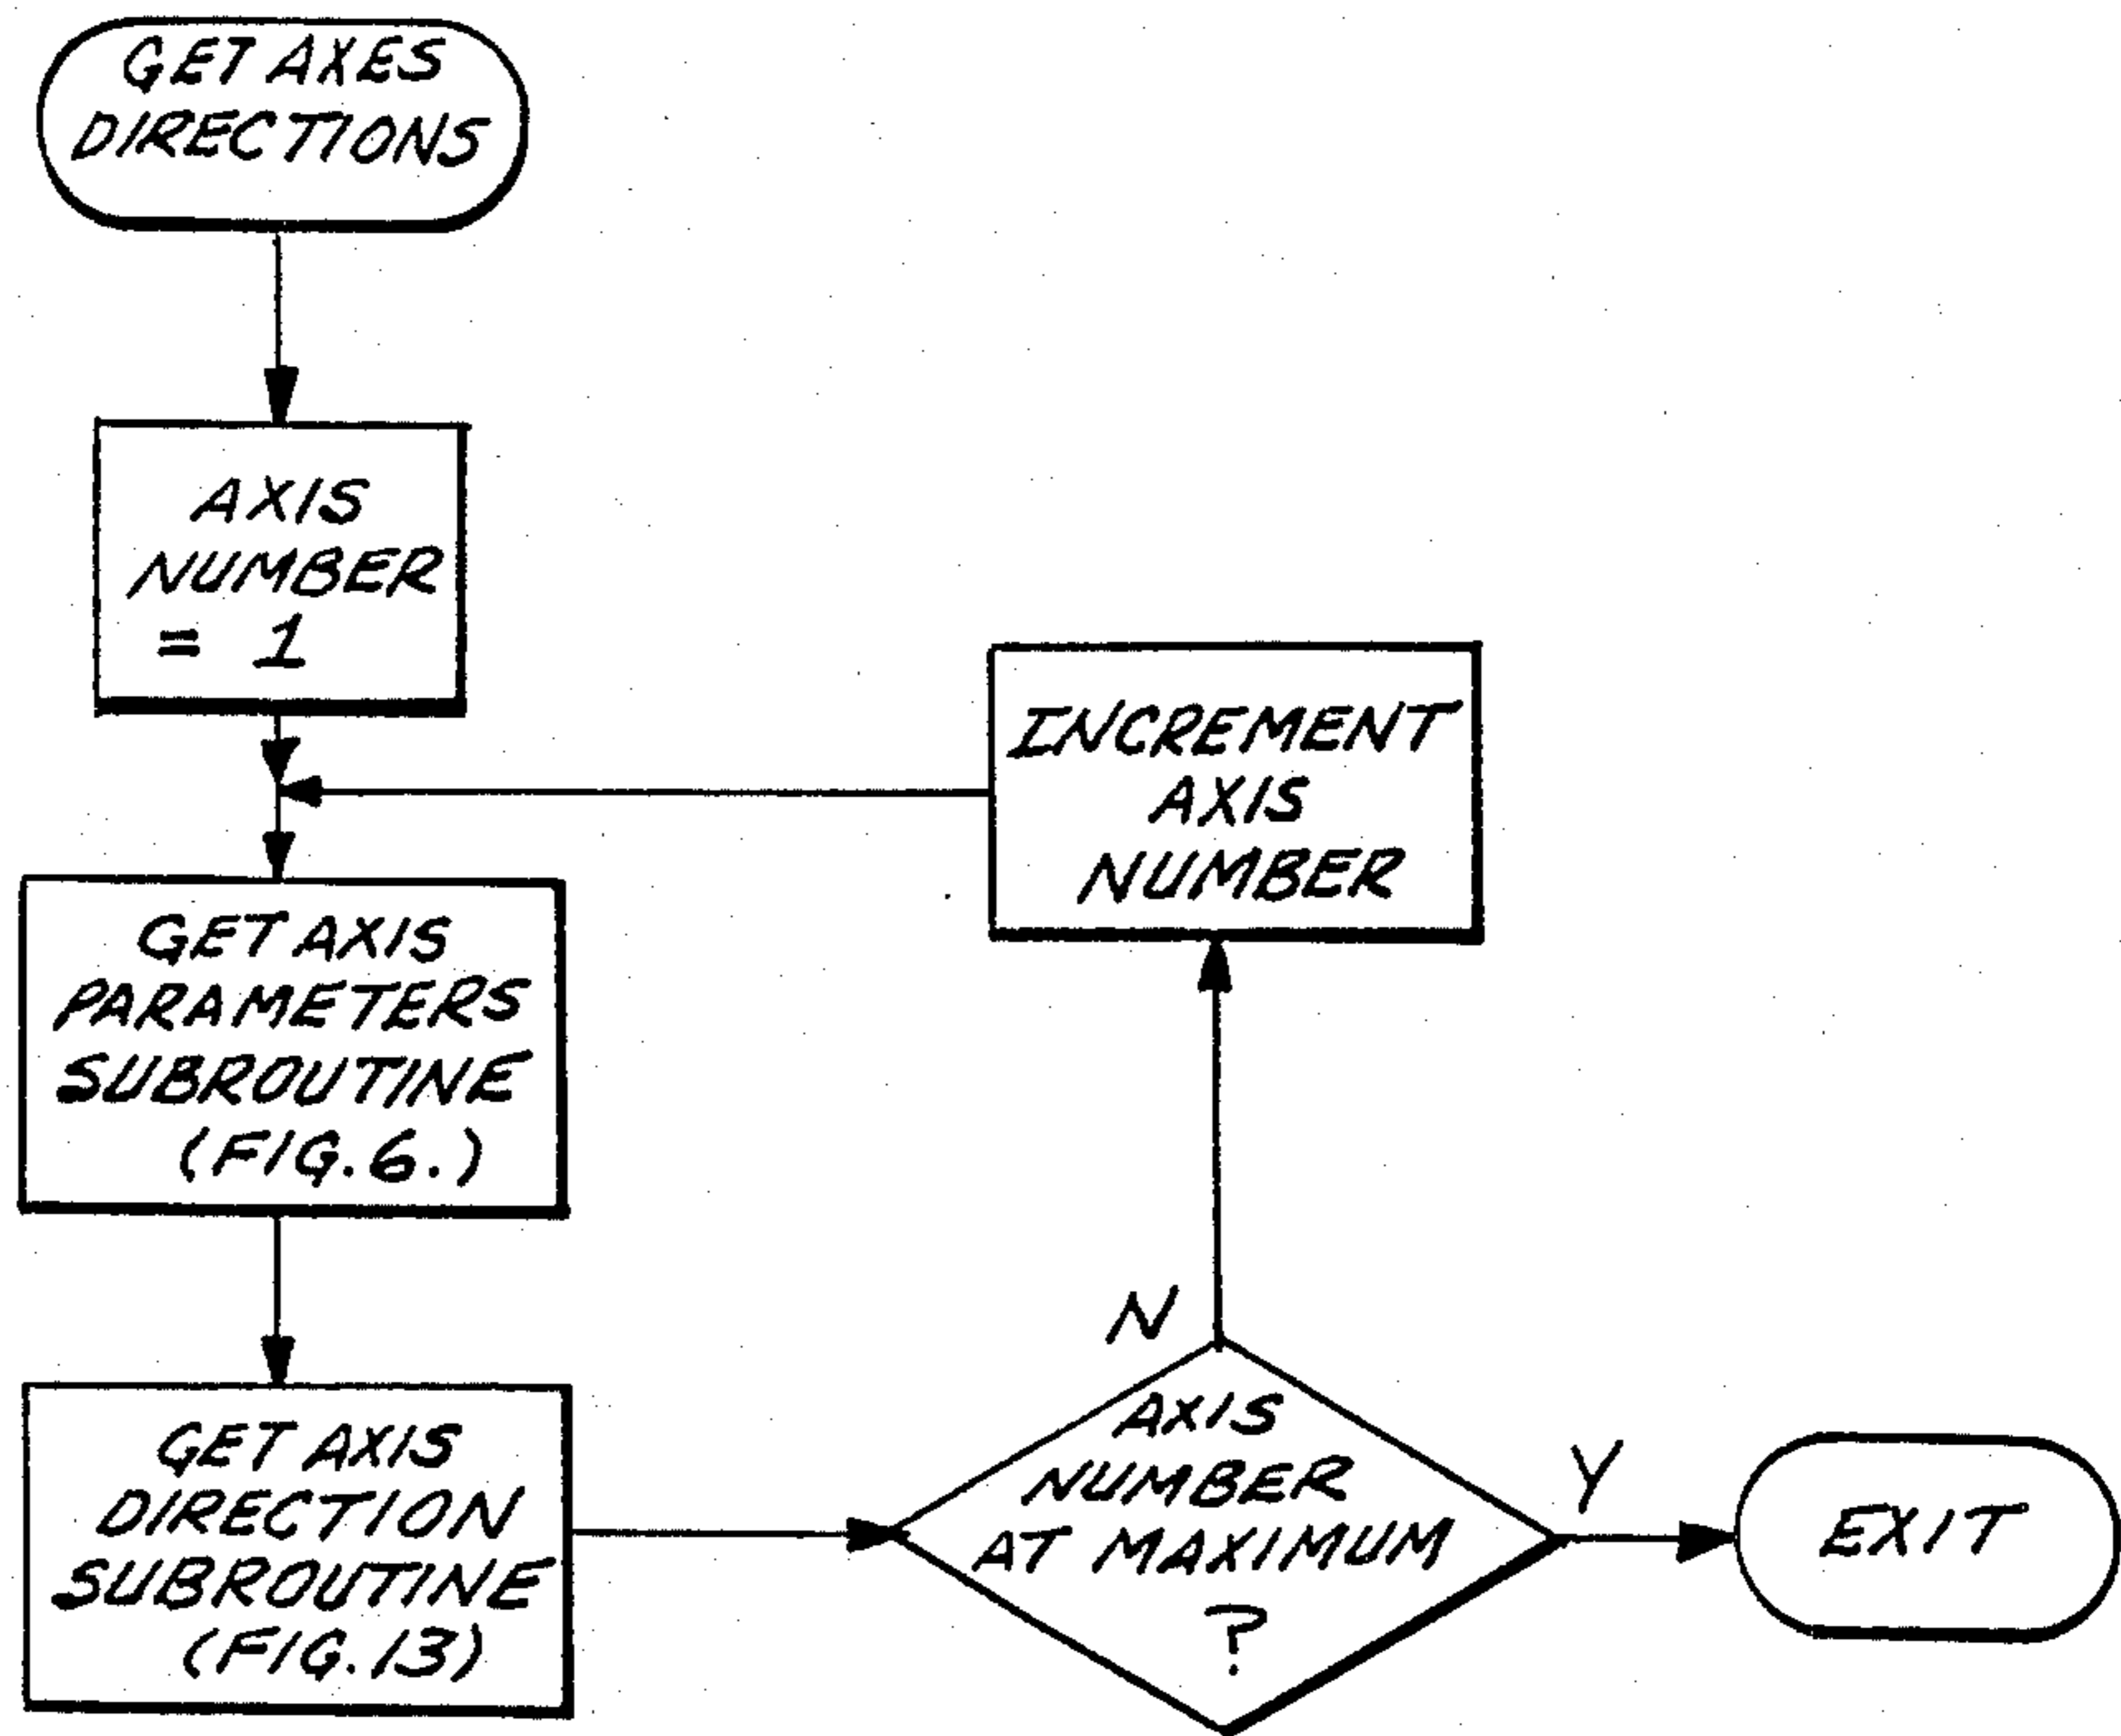 GET AXES
DIRECTIONS
AXIS
NUMBER
= 1
INCREMENT
AXIS
NUMBER
GET AXIS
PARAMETERS
SUBROUTINE
(FIG.6.)
GET AXIS
DIRECTION
SUBROUTINE
(FIG.13)
N
AXIS
NUMBER
AT MAXIMUM
?
Y
EXIT